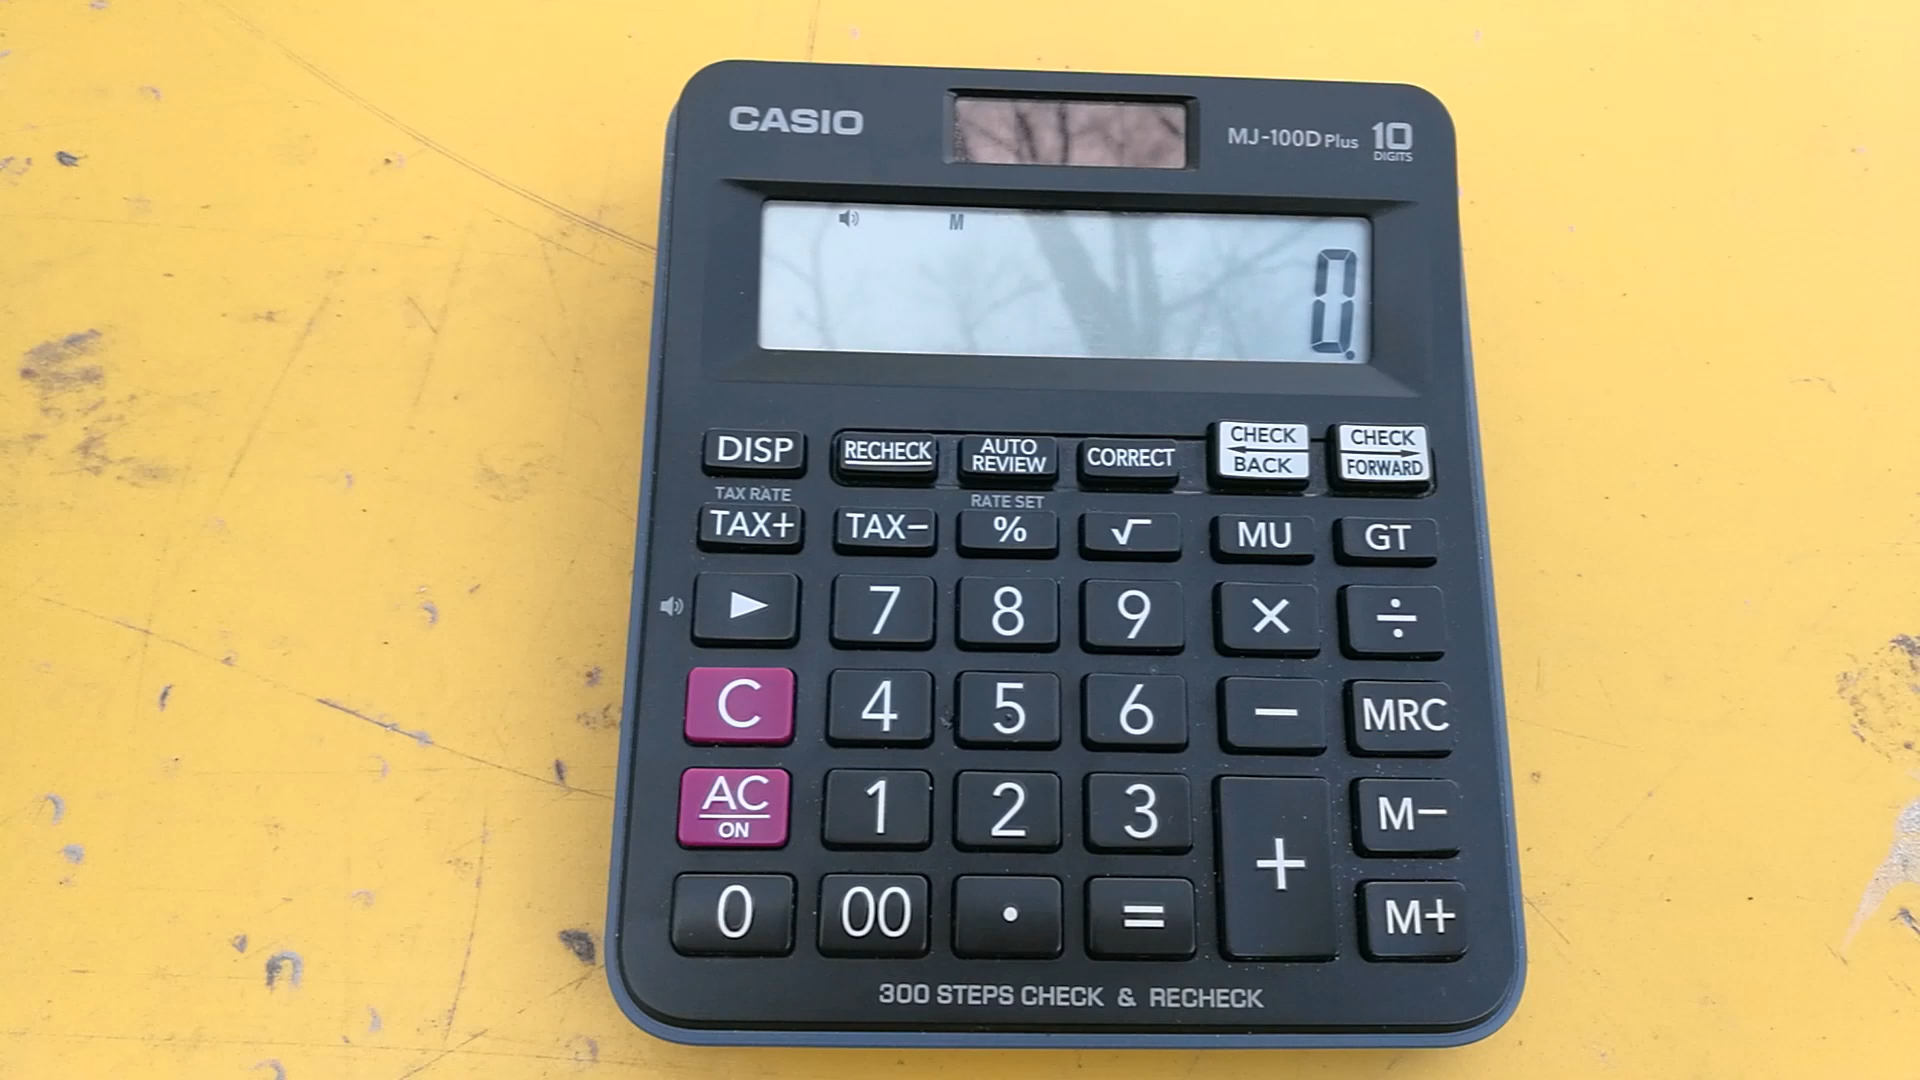 CASIO MJ-100D Plus 10
DIGITS
M
0.
DISP RECHECK AUTO REVIEW CORRECT CHECK BACK CHECK FORWARD
TAX RATE RATE SET
TAX+ TAX− % √ MU GT
7 8 9 × ÷
C 4 5 6 − MRC
AC ON 1 2 3 + M−
0 00 . = M+
300 STEPS CHECK & RECHECK